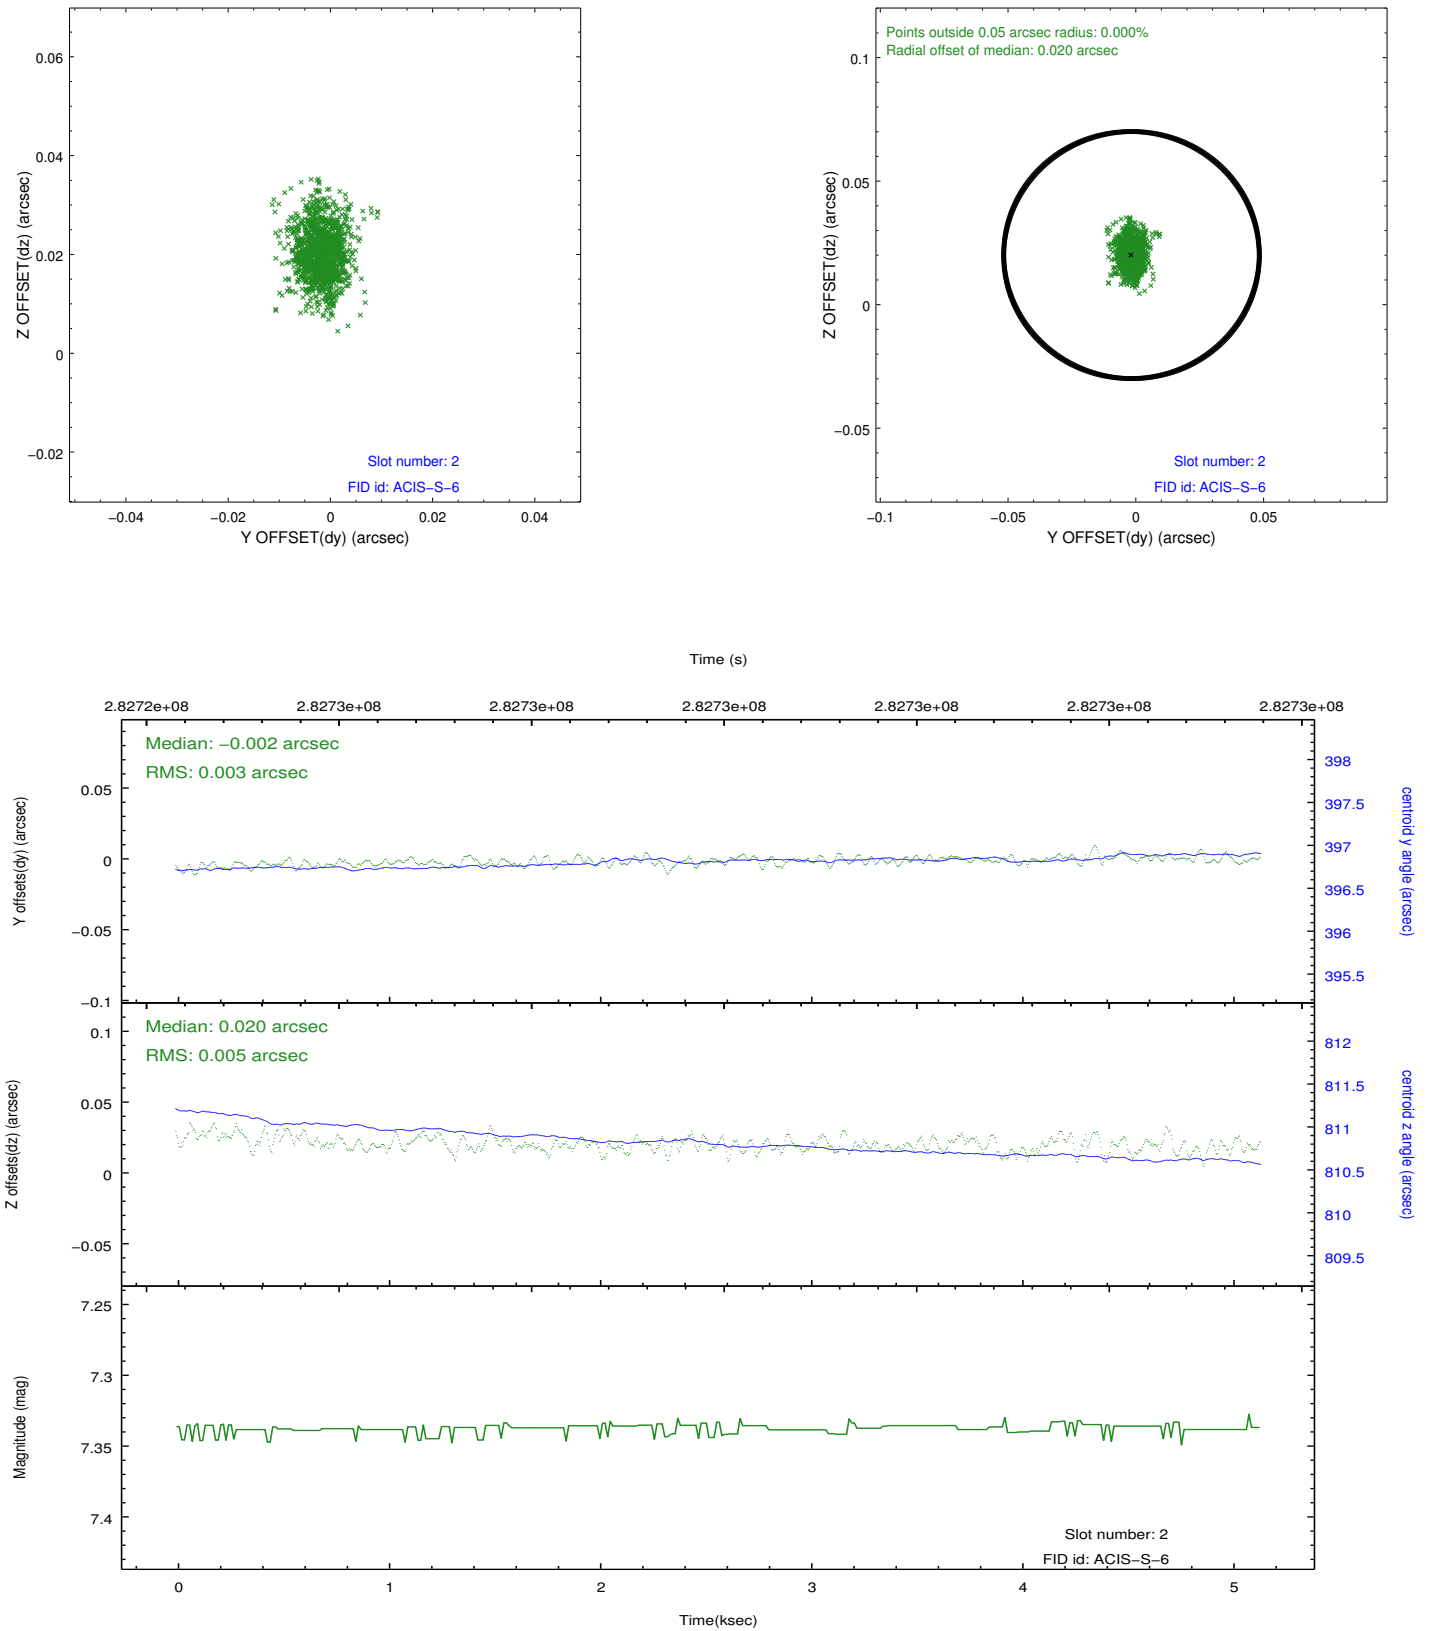 0.06
0.04
0.02
0
−0.02
Z OFFSET(dz) (arcsec)
Slot number: 2
FID id: ACIS−S−6
−0.04
−0.02
0
0.02
0.04
Y OFFSET(dy) (arcsec)
Points outside 0.05 arcsec radius: 0.000%
Radial offset of median: 0.020 arcsec
0.1
0.05
0
−0.05
Z OFFSET(dz) (arcsec)
Slot number: 2
FID id: ACIS−S−6
−0.1
−0.05
0
0.05
Y OFFSET(dy) (arcsec)
Time (s)
2.8272e+08
2.8273e+08
2.8273e+08
2.8273e+08
2.8273e+08
2.8273e+08
2.8273e+08
Median: −0.002 arcsec
RMS: 0.003 arcsec
0.05
0
−0.05
−0.1
Y offsets(dy) (arcsec)
398
397.5
397
396.5
396
395.5
centroid y angle (arcsec)
Median: 0.020 arcsec
RMS: 0.005 arcsec
0.1
0.05
0
−0.05
Z offsets(dz) (arcsec)
812
811.5
811
810.5
810
809.5
centroid z angle (arcsec)
7.25
7.3
7.35
7.4
Magnitude (mag)
Slot number: 2
FID id: ACIS−S−6
0
1
2
3
4
5
Time(ksec)